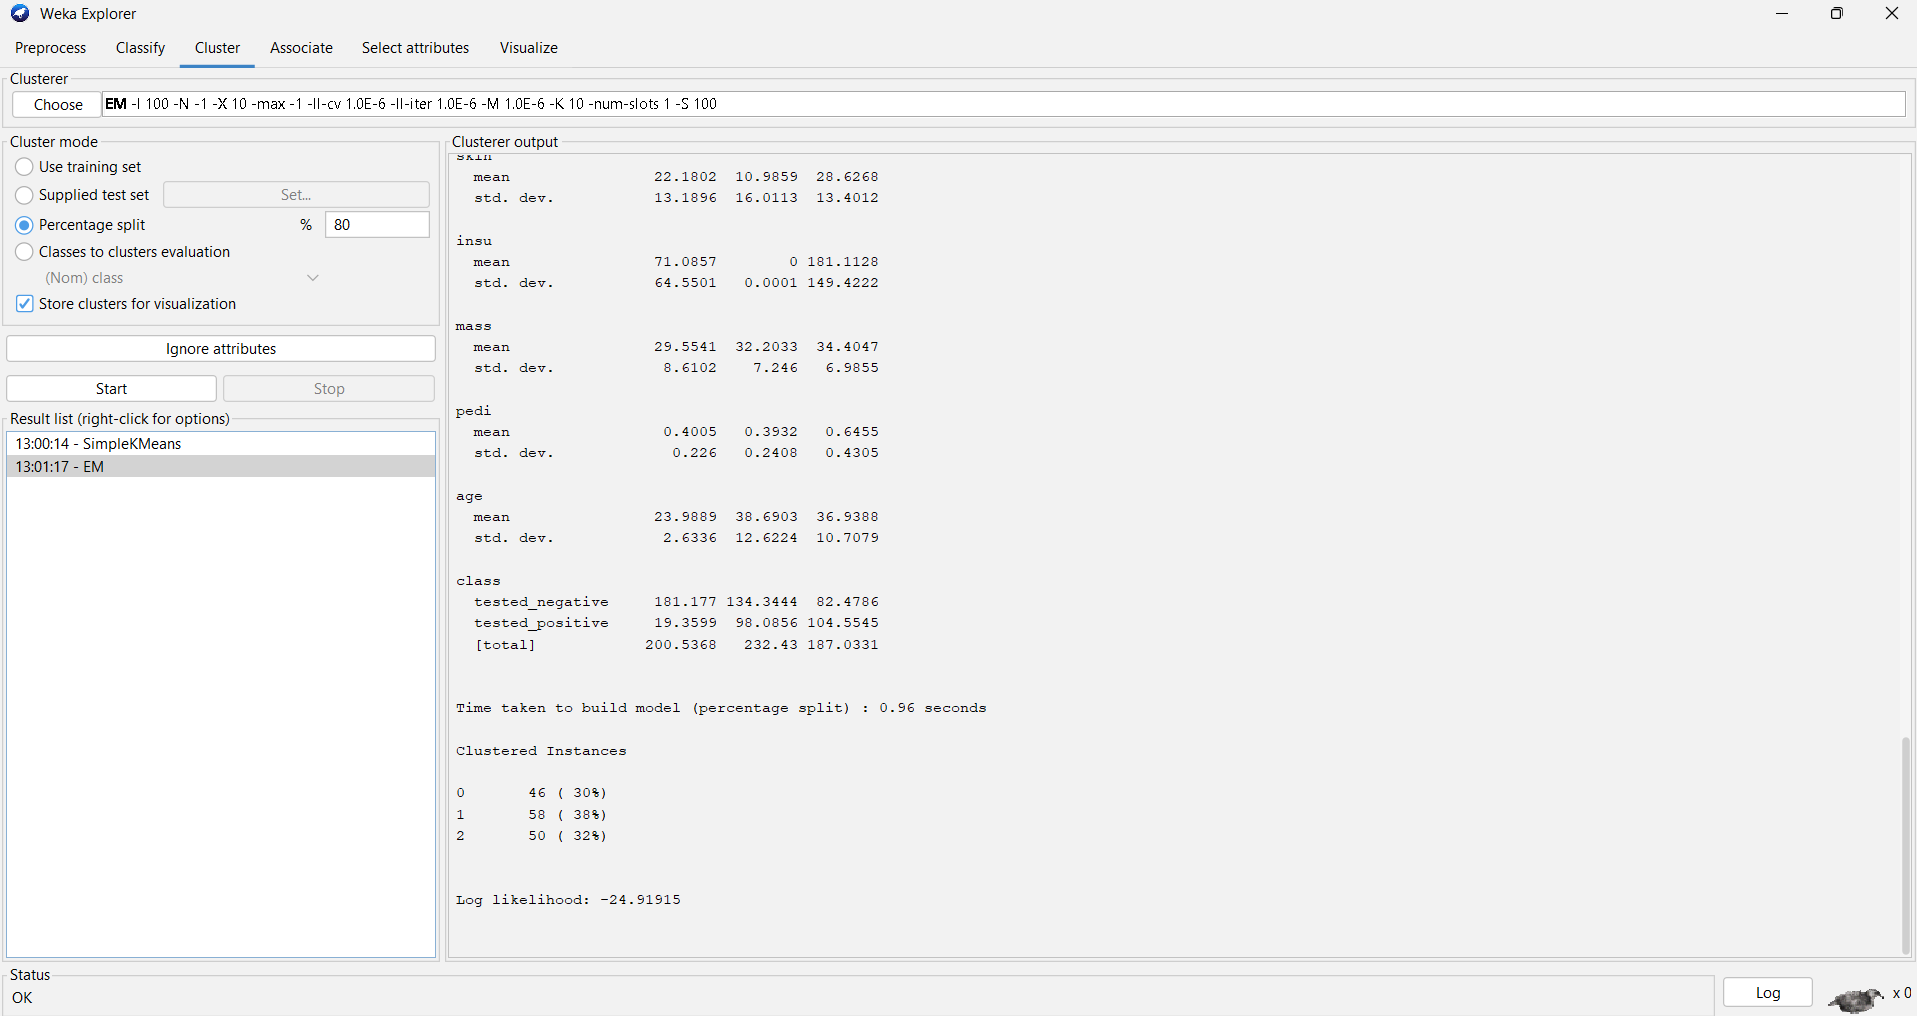 Weka Explorer
Preprocess Classify Cluster Associate Select attributes Visualize
Clusterer
Choose EM -I 100 -N -1 -X 10 -max -1 -ll-cv 1.0E-6 -ll-iter 1.0E-6 -M 1.0E-6 -K 10 -num-slots 1 -S 100
Cluster mode
Use training set
Supplied test set Set...
Percentage split % 80
Classes to clusters evaluation
(Nom) class
Store clusters for visualization
Ignore attributes
Start Stop
Result list (right-click for options)
13:00:14 - SimpleKMeans
13:01:17 - EM
Clusterer output
skin
mean 22.1802 10.9859 28.6268
std. dev. 13.1896 16.0113 13.4012
insu
mean 71.0857 0 181.1128
std. dev. 64.5501 0.0001 149.4222
mass
mean 29.5541 32.2033 34.4047
std. dev. 8.6102 7.246 6.9855
pedi
mean 0.4005 0.3932 0.6455
std. dev. 0.226 0.2408 0.4305
age
mean 23.9889 38.6903 36.9388
std. dev. 2.6336 12.6224 10.7079
class
tested_negative 181.177 134.3444 82.4786
tested_positive 19.3599 98.0856 104.5545
[total] 200.5368 232.43 187.0331
Time taken to build model (percentage split) : 0.96 seconds
Clustered Instances
0 46 ( 30%)
1 58 ( 38%)
2 50 ( 32%)
Log likelihood: -24.91915
Status
OK
Log x 0